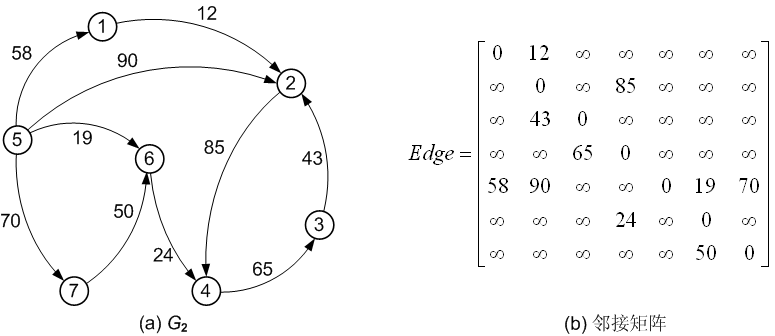 1
12
58
90
2
5
19
6
85
43
70
50
3
24
65
7
4
(a) G₂
Edge =
0 12 ∞ ∞ ∞ ∞ ∞
∞ 0 ∞ 85 ∞ ∞ ∞
∞ 43 0 ∞ ∞ ∞ ∞
∞ ∞ 65 0 ∞ ∞ ∞
58 90 ∞ ∞ 0 19 70
∞ ∞ ∞ 24 ∞ 0 ∞
∞ ∞ ∞ ∞ ∞ 50 0
(b) 邻接矩阵